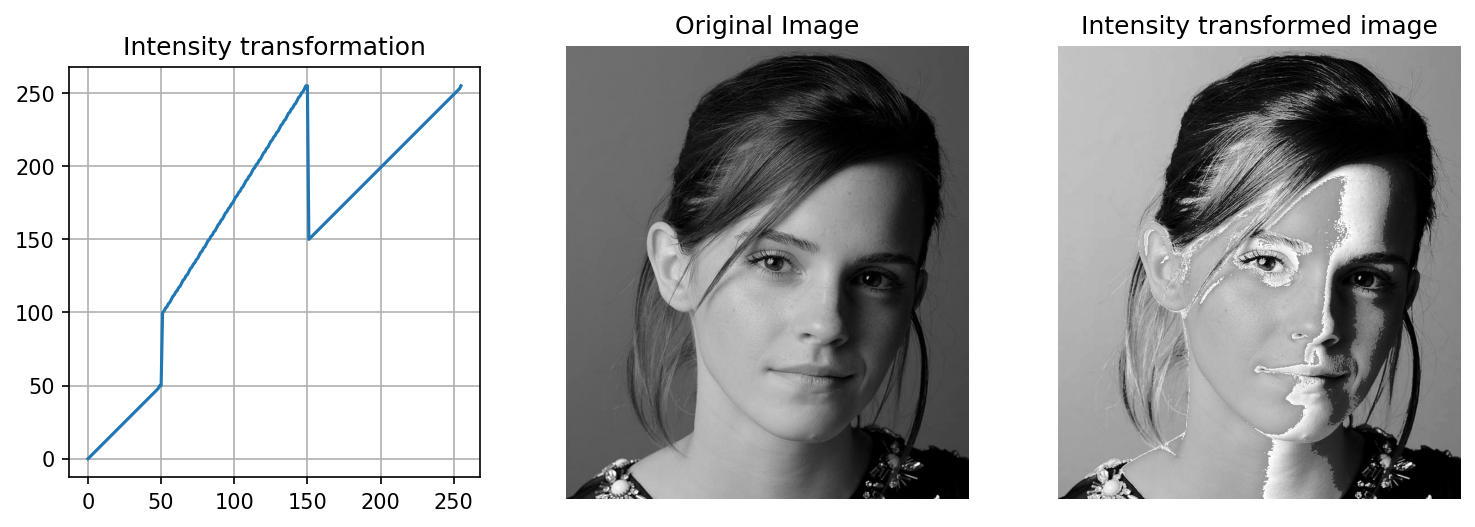 Intensity transformation
Original Image
Intensity transformed image
250
200
150
100
50
0
0 50 100 150 200 250